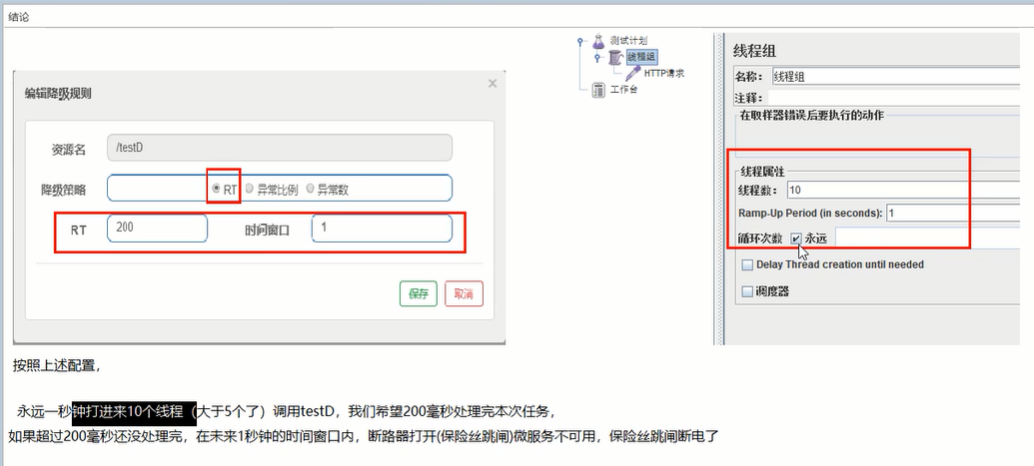 结论
编辑降级规则
×
资源名 /testD
降级策略 RT 异常比例 异常数
RT 200 时间窗口 1
保存 取消
测试计划
线程组
HTTP请求
工作台
线程组
名称： 线程组
注释：
在取样器错误后要执行的动作
线程属性
线程数： 10
Ramp-Up Period (in seconds): 1
循环次数 永远
Delay Thread creation until needed
调度器
按照上述配置，
永远一秒钟打进来10个线程（大于5个了）调用testD，我们希望200毫秒处理完本次任务，
如果超过200毫秒还没处理完，在未来1秒钟的时间窗口内，断路器打开(保险丝跳闸)微服务不可用，保险丝跳闸断电了